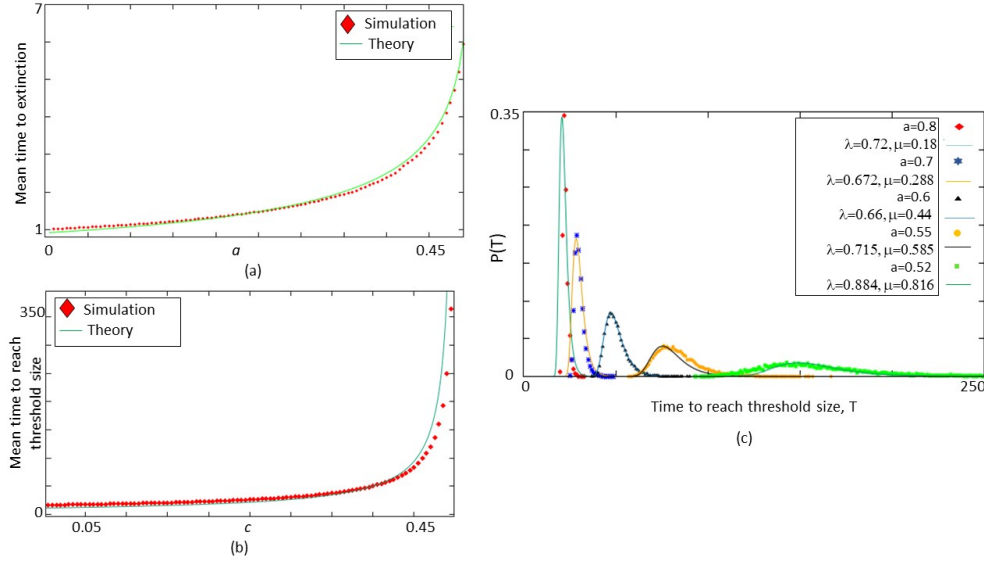 7
Simulation
Theory
Mean time to extinction
1
0
a
0.45
(a)
Simulation
Theory
350
Mean time to reach
threshold size
0
0.05
c
0.45
(b)
0.35
a=0.8
λ=0.72, μ=0.18
a=0.7
λ=0.672, μ=0.288
a=0.6
λ=0.66, μ=0.44
a=0.55
λ=0.715, μ=0.585
a=0.52
λ=0.884, μ=0.816
P(T)
0
0
250
Time to reach threshold size, T
(c)